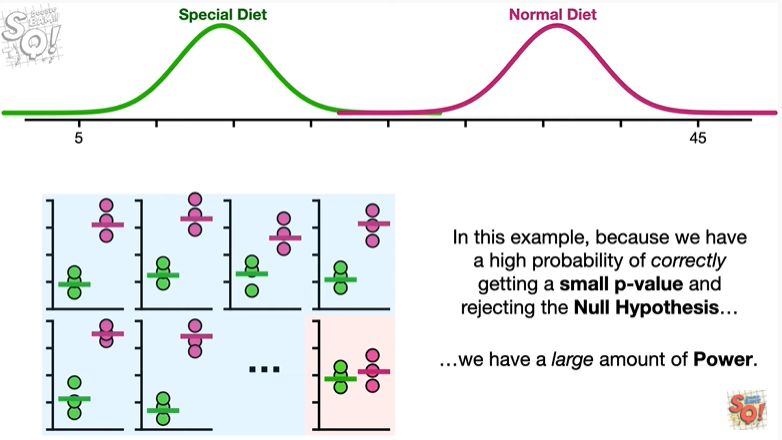 Special Diet
Normal Diet
5
45
In this example, because we have
a high probability of correctly
getting a small p-value and
rejecting the Null Hypothesis…
…we have a large amount of Power.